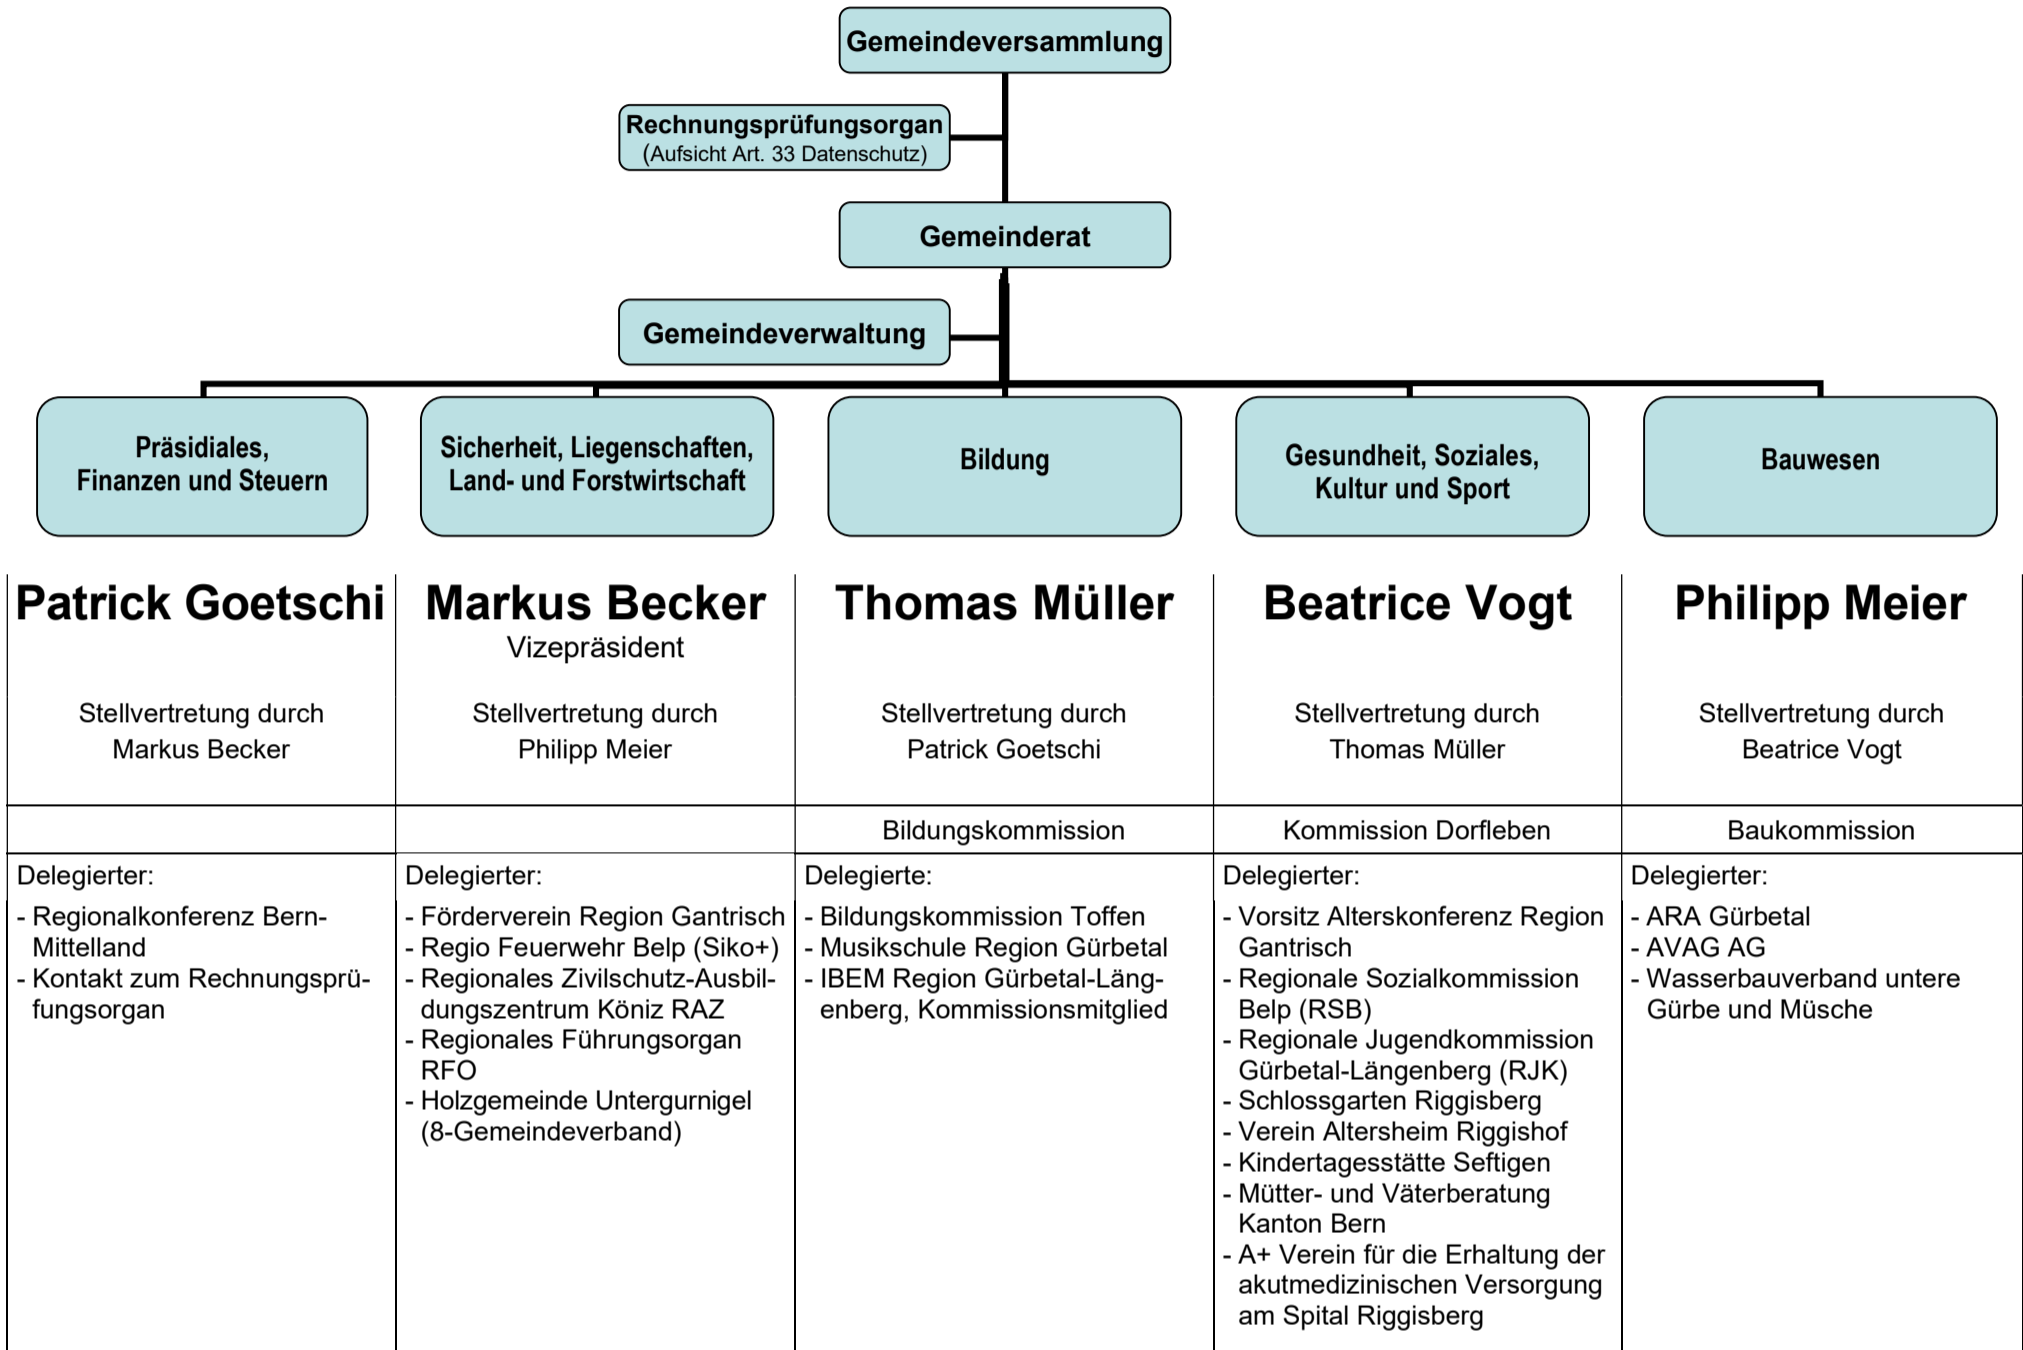 Gemeindeversammlung
Rechnungsprüfungsorgan
(Aufsicht Art. 33 Datenschutz)
Gemeinderat
Gemeindeverwaltung
Präsidiales,
Finanzen und Steuern
Sicherheit, Liegenschaften,
Land- und Forstwirtschaft
Bildung
Gesundheit, Soziales,
Kultur und Sport
Bauwesen
Patrick Goetschi
Stellvertretung durch
Markus Becker
Delegierter:
- Regionalkonferenz Bern-
Mittelland
- Kontakt zum Rechnungsprü-
fungsorgan
Markus Becker
Vizepräsident
Stellvertretung durch
Philipp Meier
Delegierter:
- Förderverein Region Gantrisch
- Regio Feuerwehr Belp (Siko+)
- Regionales Zivilschutz-Ausbil-
dungszentrum Köniz RAZ
- Regionales Führungsorgan
RFO
- Holzgemeinde Untergurnigel
(8-Gemeindeverband)
Thomas Müller
Stellvertretung durch
Patrick Goetschi
Bildungskommission
Delegierte:
- Bildungskommission Toffen
- Musikschule Region Gürbetal
- IBEM Region Gürbetal-Läng-
enberg, Kommissionsmitglied
Beatrice Vogt
Stellvertretung durch
Thomas Müller
Kommission Dorfleben
Delegierter:
- Vorsitz Alterskonferenz Region
Gantrisch
- Regionale Sozialkommission
Belp (RSB)
- Regionale Jugendkommission
Gürbetal-Längenberg (RJK)
- Schlossgarten Riggisberg
- Verein Altersheim Riggishof
- Kindertagesstätte Seftigen
- Mütter- und Väterberatung
Kanton Bern
- A+ Verein für die Erhaltung der
akutmedizinischen Versorgung
am Spital Riggisberg
Philipp Meier
Stellvertretung durch
Beatrice Vogt
Baukommission
Delegierter:
- ARA Gürbetal
- AVAG AG
- Wasserbauverband untere
Gürbe und Müsche